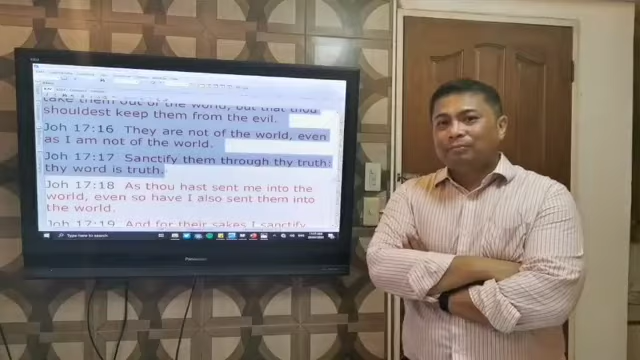 take them out of the world, but that thou
shouldest keep them from the evil.
Joh 17:16 They are not of the world, even
as I am not of the world.
Joh 17:17 Sanctify them through thy truth:
thy word is truth.
Joh 17:18 As thou hast sent me into the
world, even so have I also sent them into
the world.
Joh 17:19 And for their sakes I sanctify
Type here to search
Panasonic